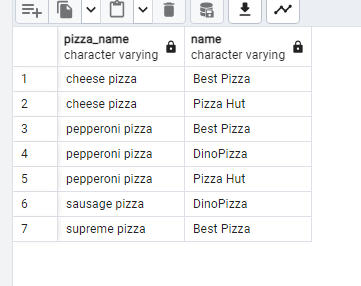 pizza_name name
character varying character varying
1 cheese pizza Best Pizza
2 cheese pizza Pizza Hut
3 pepperoni pizza Best Pizza
4 pepperoni pizza DinoPizza
5 pepperoni pizza Pizza Hut
6 sausage pizza DinoPizza
7 supreme pizza Best Pizza